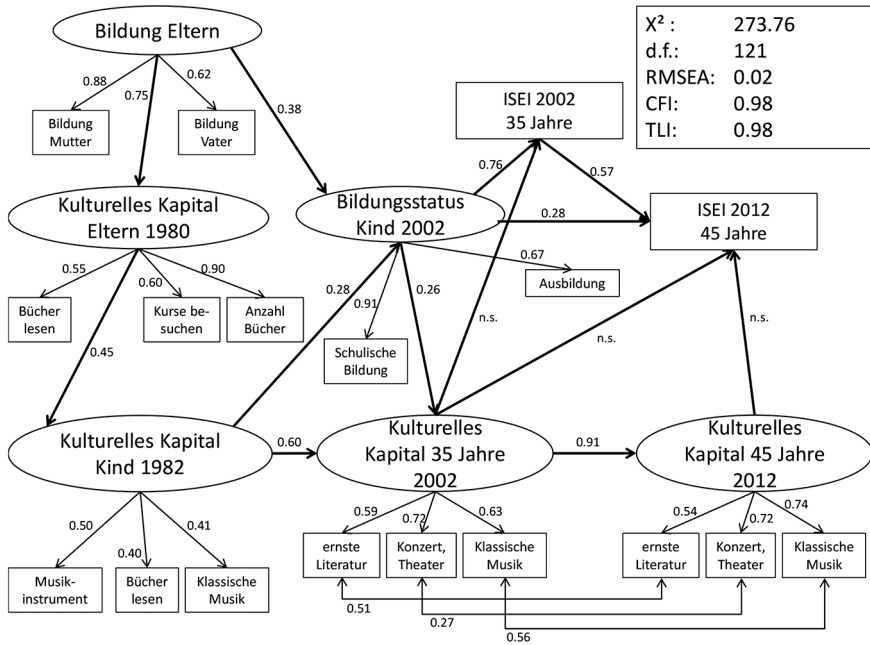 Bildung Eltern
X² : 273.76
d.f.: 121
RMSEA: 0.02
CFI: 0.98
TLI: 0.98
0.88
0.75
0.62
0.38
Bildung
Mutter
Bildung
Vater
ISEI 2002
35 Jahre
0.76
0.57
Kulturelles Kapital
Eltern 1980
Bildungsstatus
Kind 2002
0.28
ISEI 2012
45 Jahre
0.55
0.60
0.90
0.67
Bücher
lesen
Kurse be-
suchen
Anzahl
Bücher
Ausbildung
0.28
0.91
0.26
0.45
n.s.
n.s.
n.s.
Schulische
Bildung
Kulturelles Kapital
Kind 1982
0.60
Kulturelles
Kapital 35 Jahre
2002
0.91
Kulturelles
Kapital 45 Jahre
2012
0.50
0.40
0.41
0.59
0.72
0.63
0.54
0.72
0.74
Musik-
instrument
Bücher
lesen
Klassische
Musik
ernste
Literatur
Konzert,
Theater
Klassische
Musik
ernste
Literatur
Konzert,
Theater
Klassische
Musik
0.51
0.27
0.56